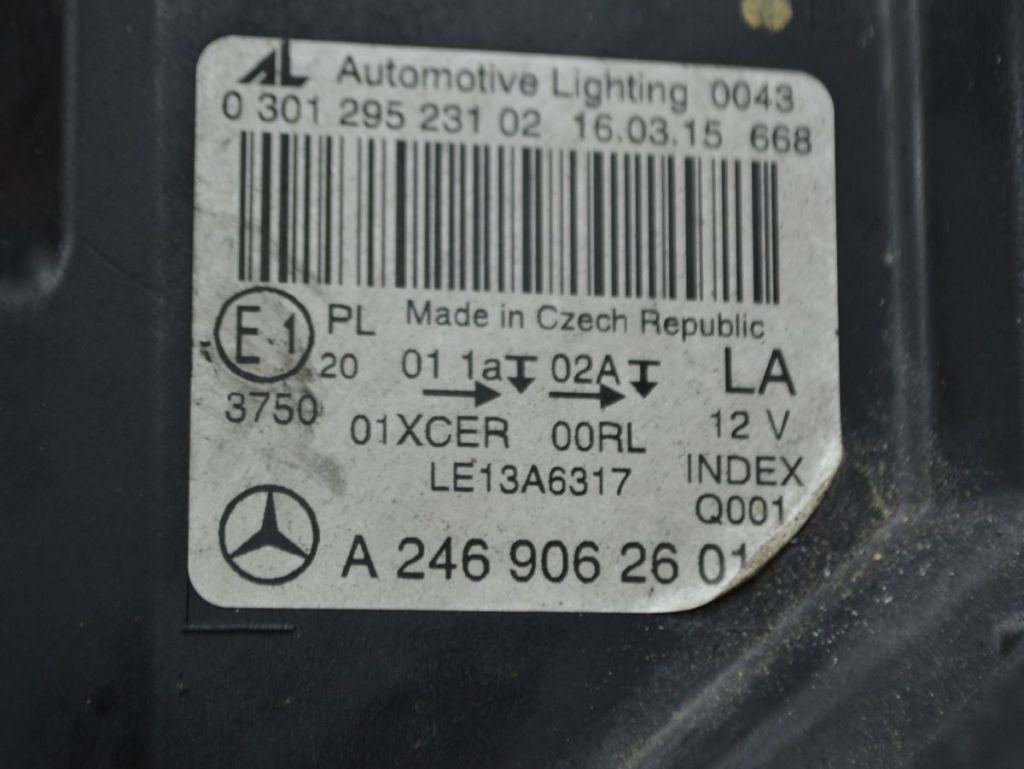 AL Automotive Lighting 0043
0 301 295 231 02 16.03.15 668
E1 PL Made in Czech Republic
20 01 1a 02A LA
3750 01XCER 00RL 12 V
LE13A6317 INDEX
Q001
A 246 906 26 01